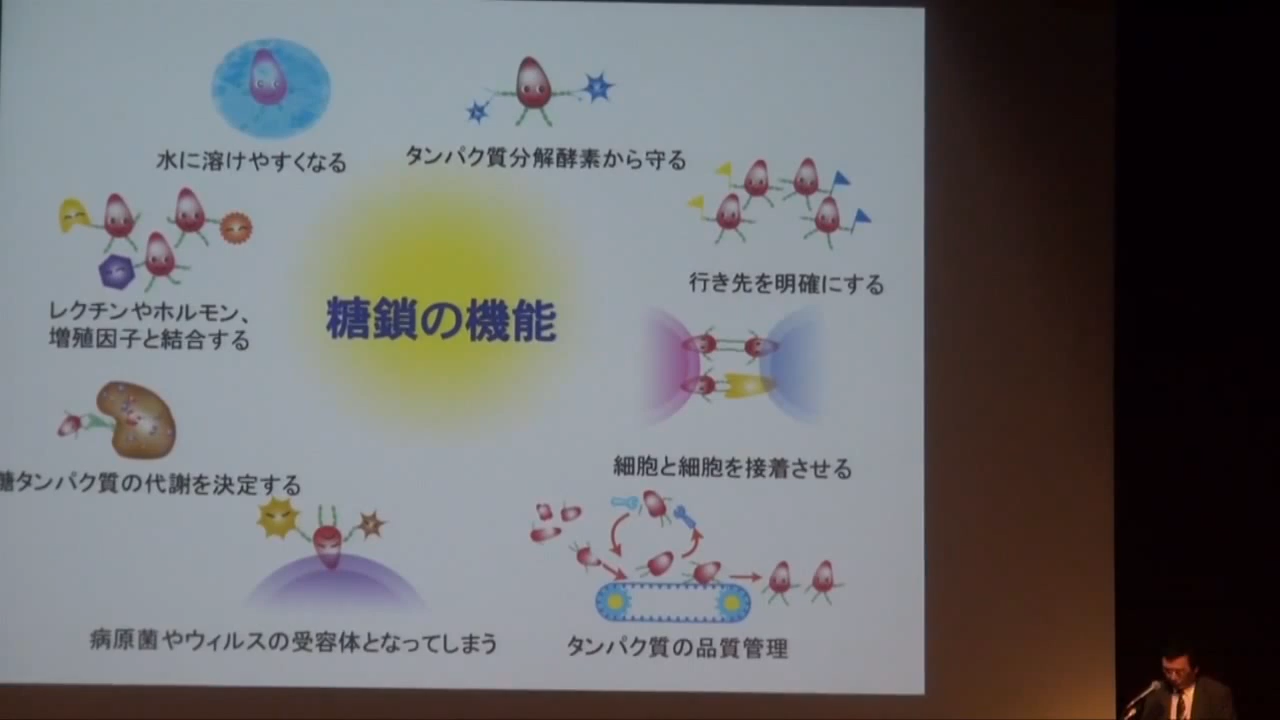 水に溶けやすくなる
タンパク質分解酵素から守る
行き先を明確にする
レクチンやホルモン、
増殖因子と結合する
糖鎖の機能
細胞と細胞を接着させる
糖タンパク質の代謝を決定する
病原菌やウィルスの受容体となってしまう
タンパク質の品質管理